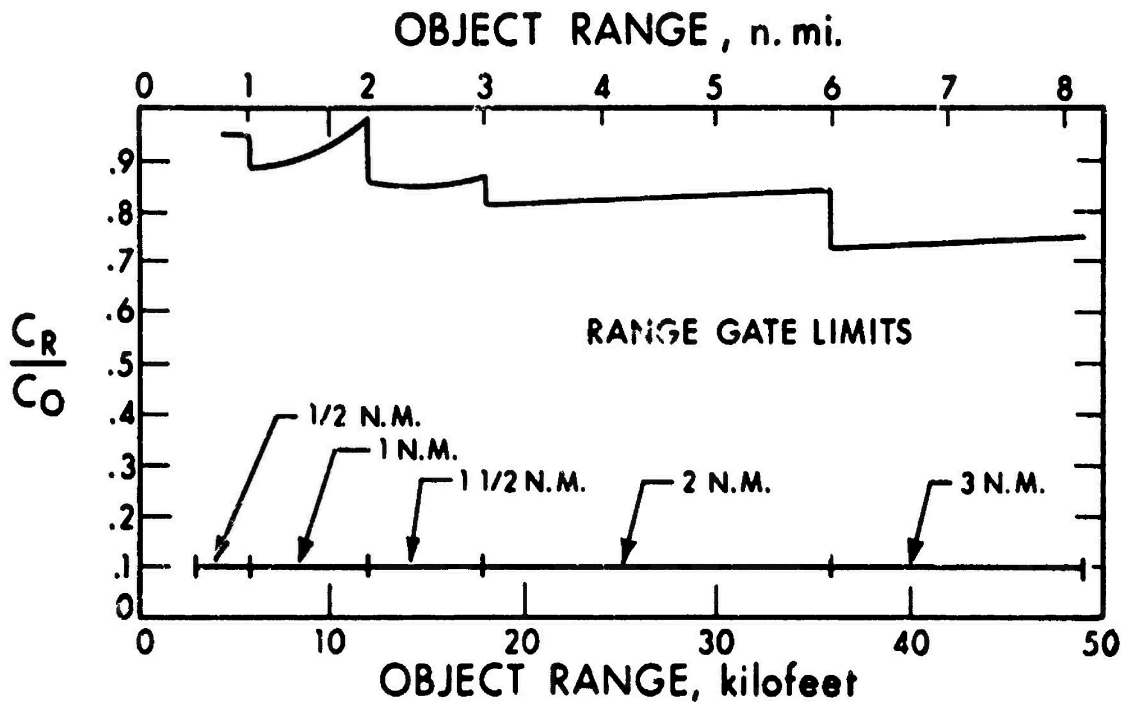 OBJECT RANGE, n. mi.
0 1 2 3 4 5 6 7 8
.9
.8
.7
.6
.5
.4
.3
.2
.1
0
C_R
C_O
RANGE GATE LIMITS
1/2 N.M.
1 N.M.
1 1/2 N.M.
2 N.M.
3 N.M.
0 10 20 30 40 50
OBJECT RANGE, kilofeet